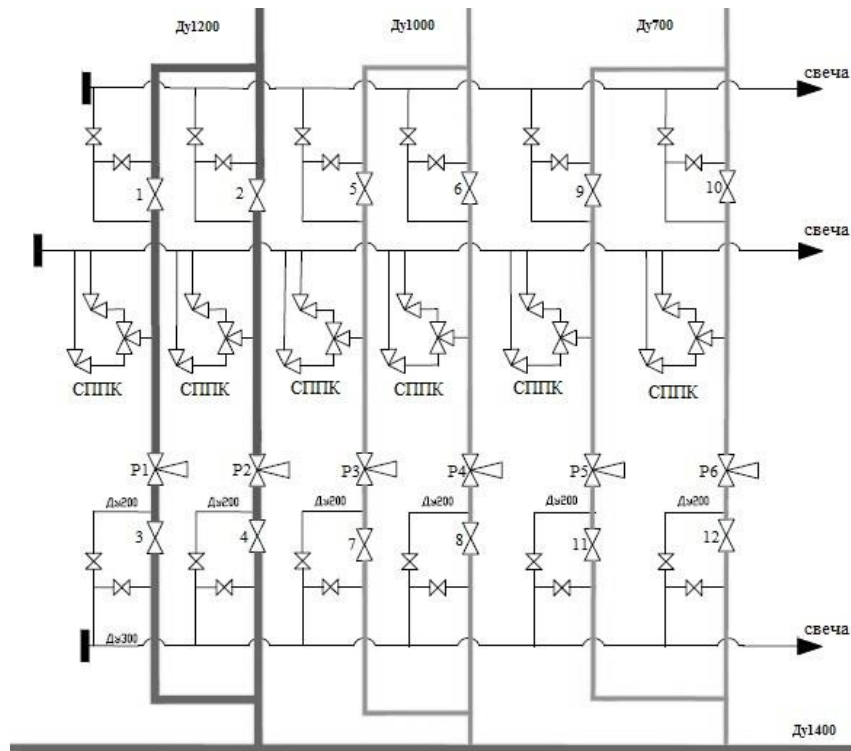 Ду1200 Ду1000 Ду700
свеча
1 2 5 6 9 10
свеча
СППК СППК СППК СППК СППК СППК
Р1 Р2 Р3 Р4 Р5 Р6
Ду200 Ду200 Ду200 Ду200 Ду200 Ду200
3 4 7 8 11 12
свеча
Ду300
Ду1400